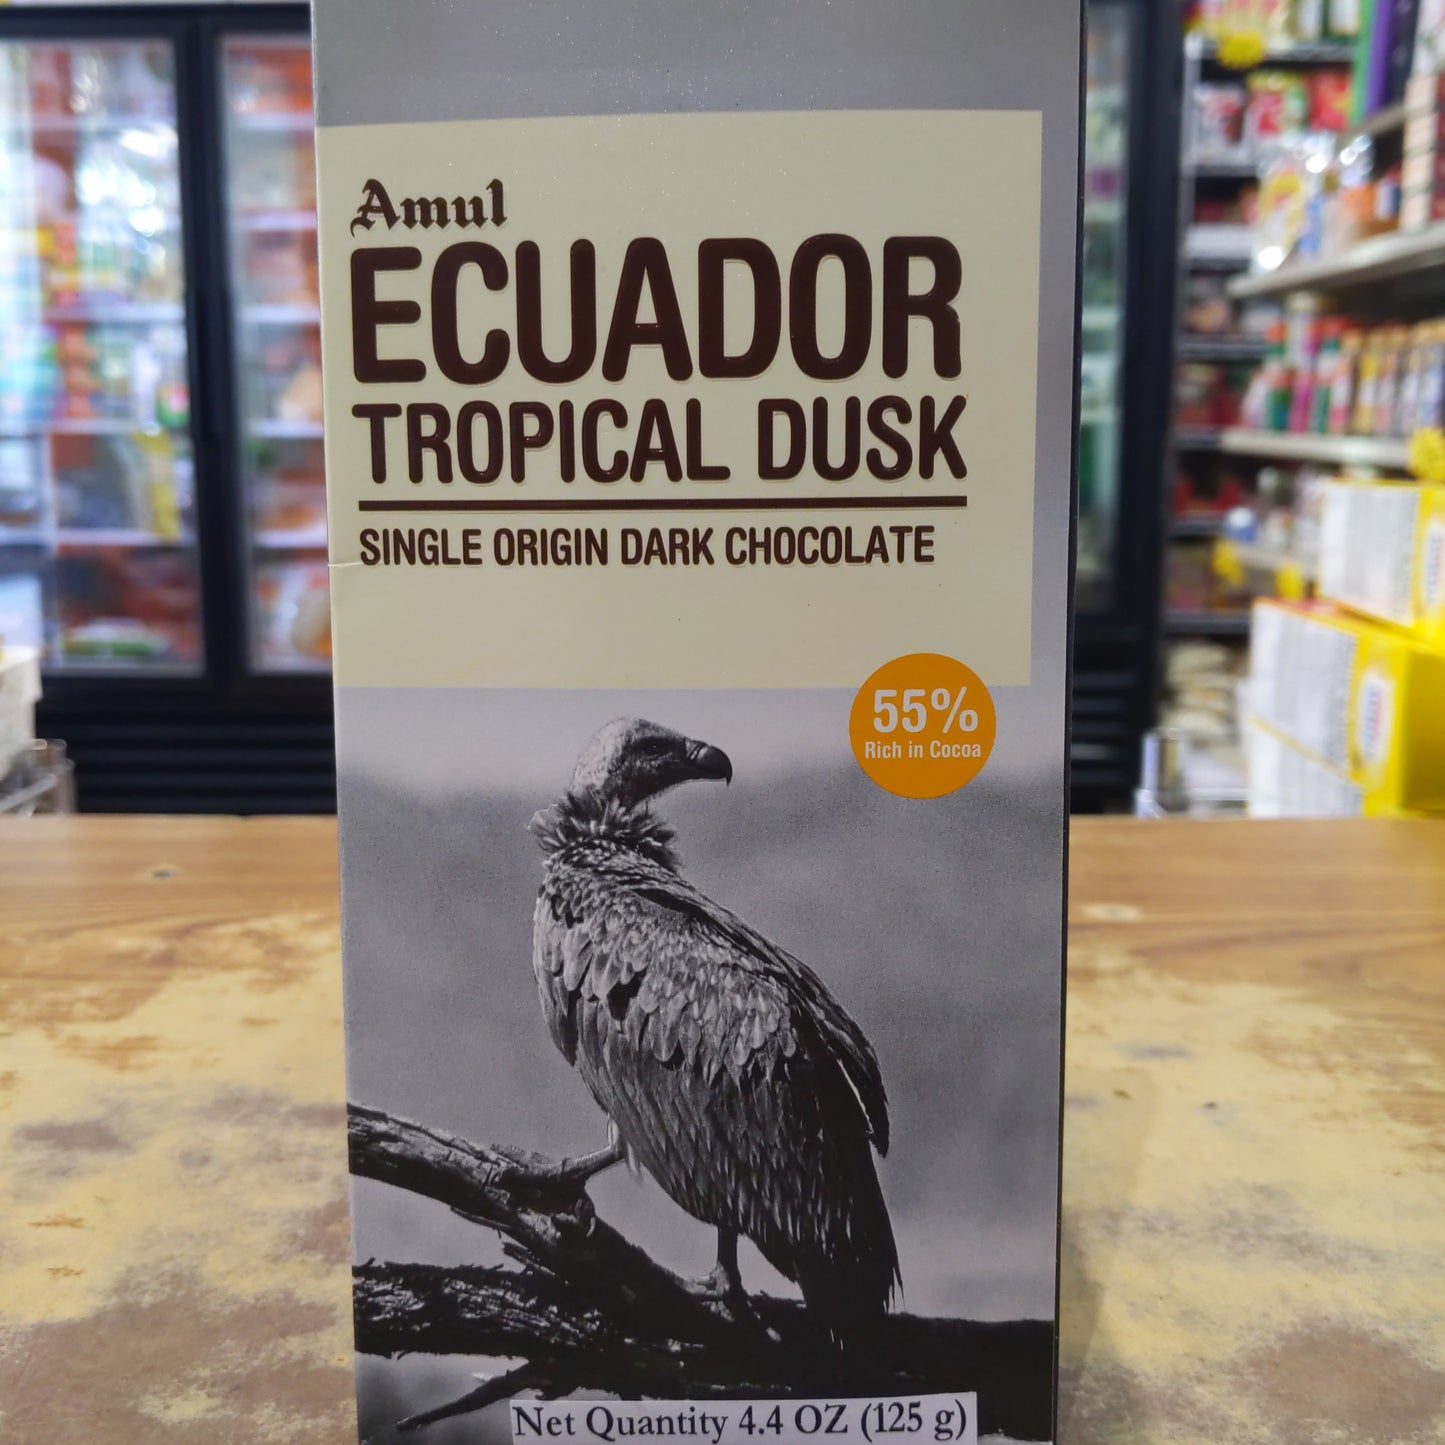 Amul
ECUADOR
TROPICAL DUSK
SINGLE ORIGIN DARK CHOCOLATE
55%
Rich in Cocoa
Net Quantity 4.4 OZ (125 g)